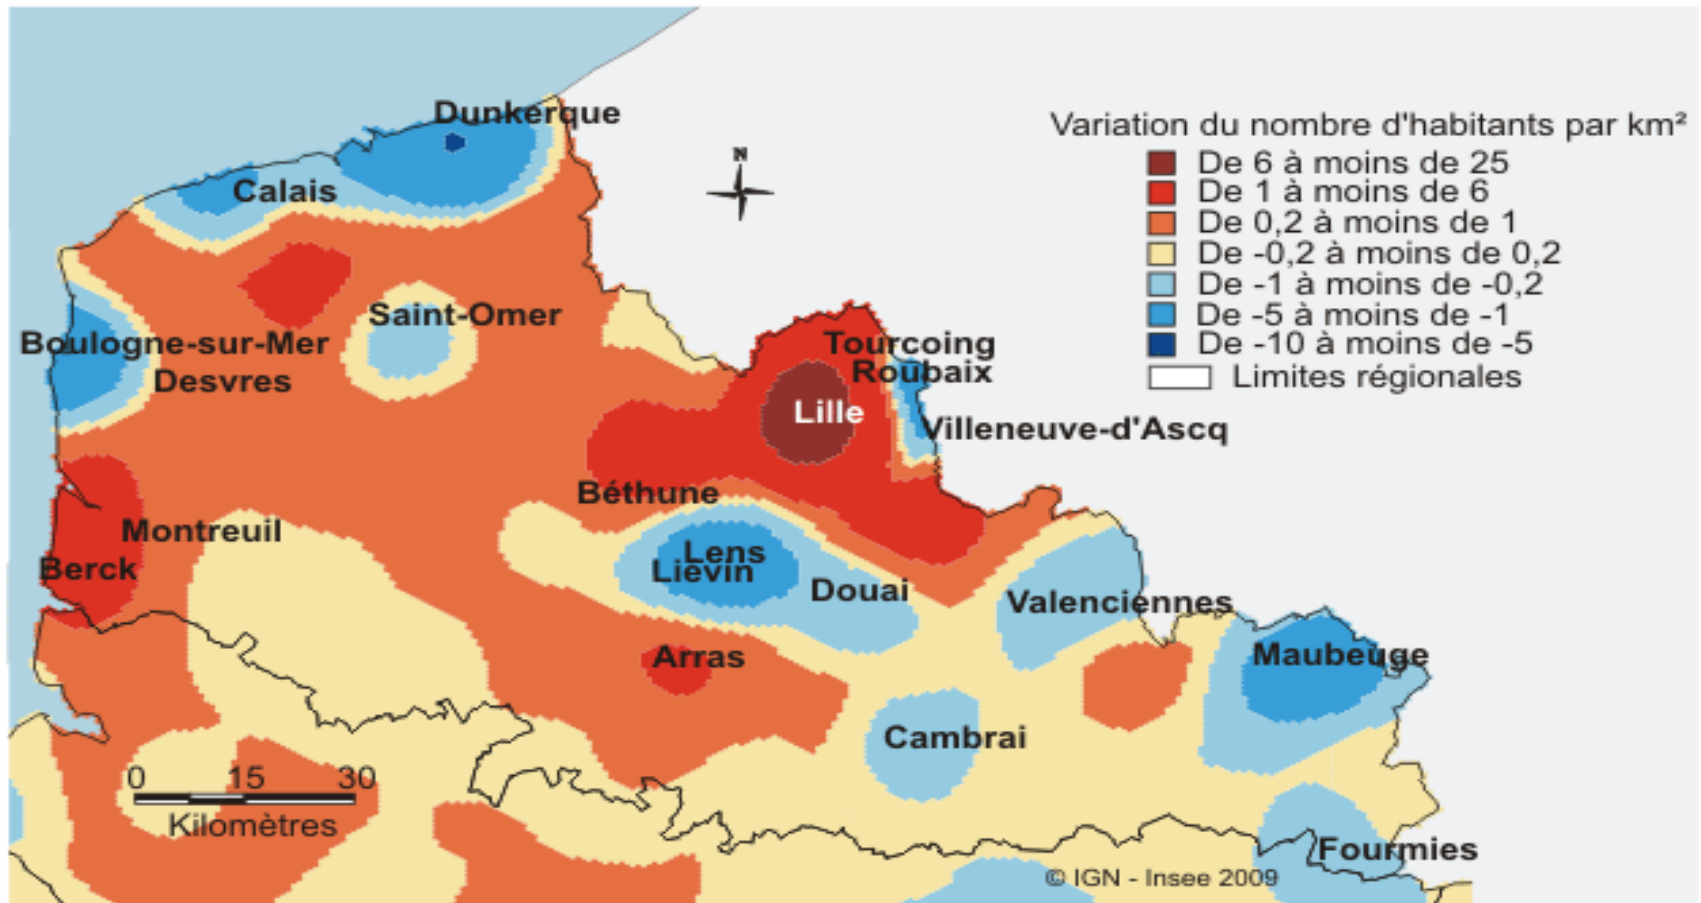 Dunkerque
Variation du nombre d'habitants par km²
N
De 6 à moins de 25
Calais
De 1 à moins de 6
De 0,2 à moins de 1
De -0,2 à moins de 0,2
De -1 à moins de -0,2
Saint-Omer
De -5 à moins de -1
Boulogne-sur-Mer
Tourcoing
De -10 à moins de -5
Desvres
Roubaix
Limites régionales
Lille
Villeneuve-d'Ascq
Béthune
Montreuil
Lens
Berck
Liévin
Douai
Valenciennes
Arras
Maubeuge
Cambrai
0 15 30
Kilomètres
Fourmies
© IGN - Insee 2009